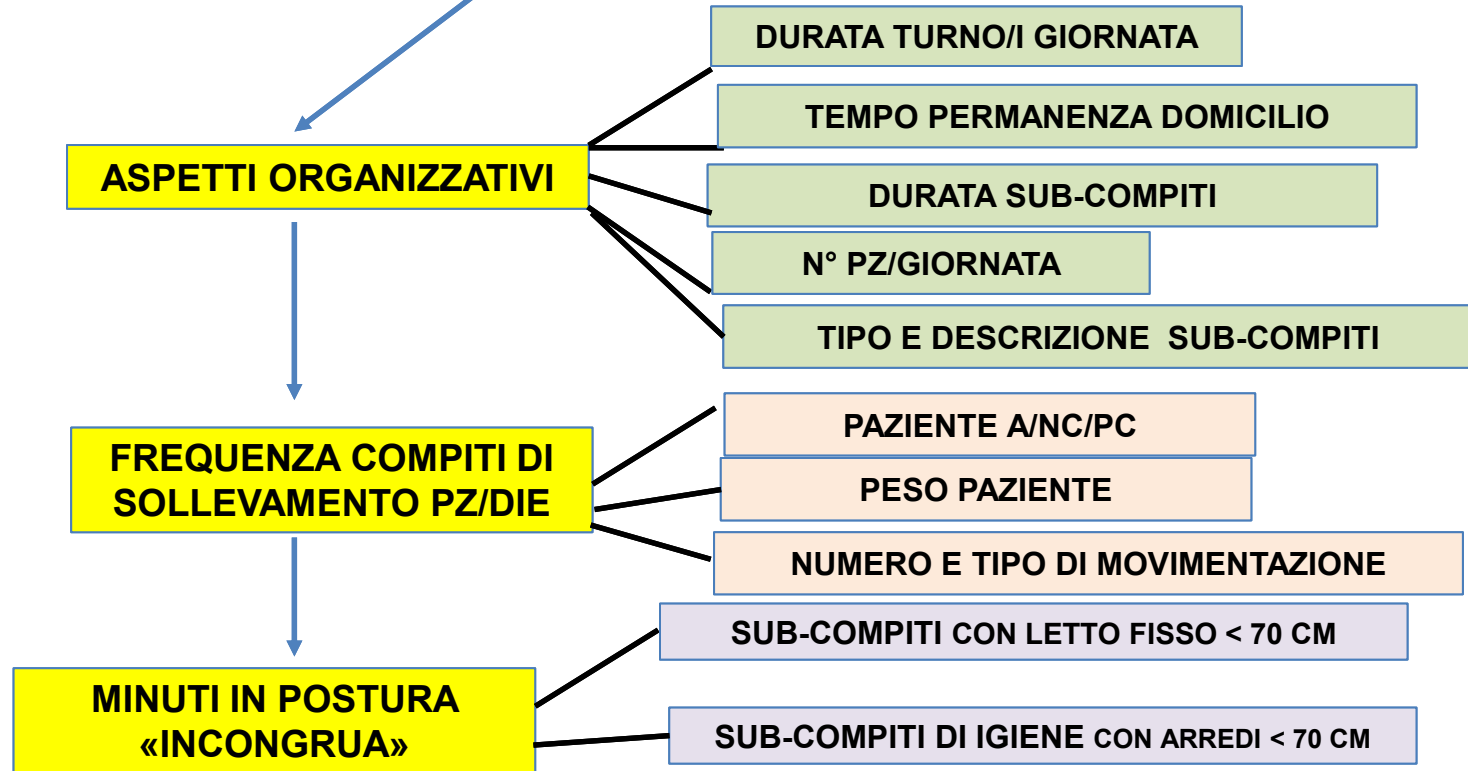 DURATA TURNO/I GIORNATA
TEMPO PERMANENZA DOMICILIO
ASPETTI ORGANIZZATIVI
DURATA SUB-COMPITI
N° PZ/GIORNATA
TIPO E DESCRIZIONE SUB-COMPITI
FREQUENZA COMPITI DI
SOLLEVAMENTO PZ/DIE
PAZIENTE A/NC/PC
PESO PAZIENTE
NUMERO E TIPO DI MOVIMENTAZIONE
MINUTI IN POSTURA
«INCONGRUA»
SUB-COMPITI CON LETTO FISSO < 70 CM
SUB-COMPITI DI IGIENE CON ARREDI < 70 CM